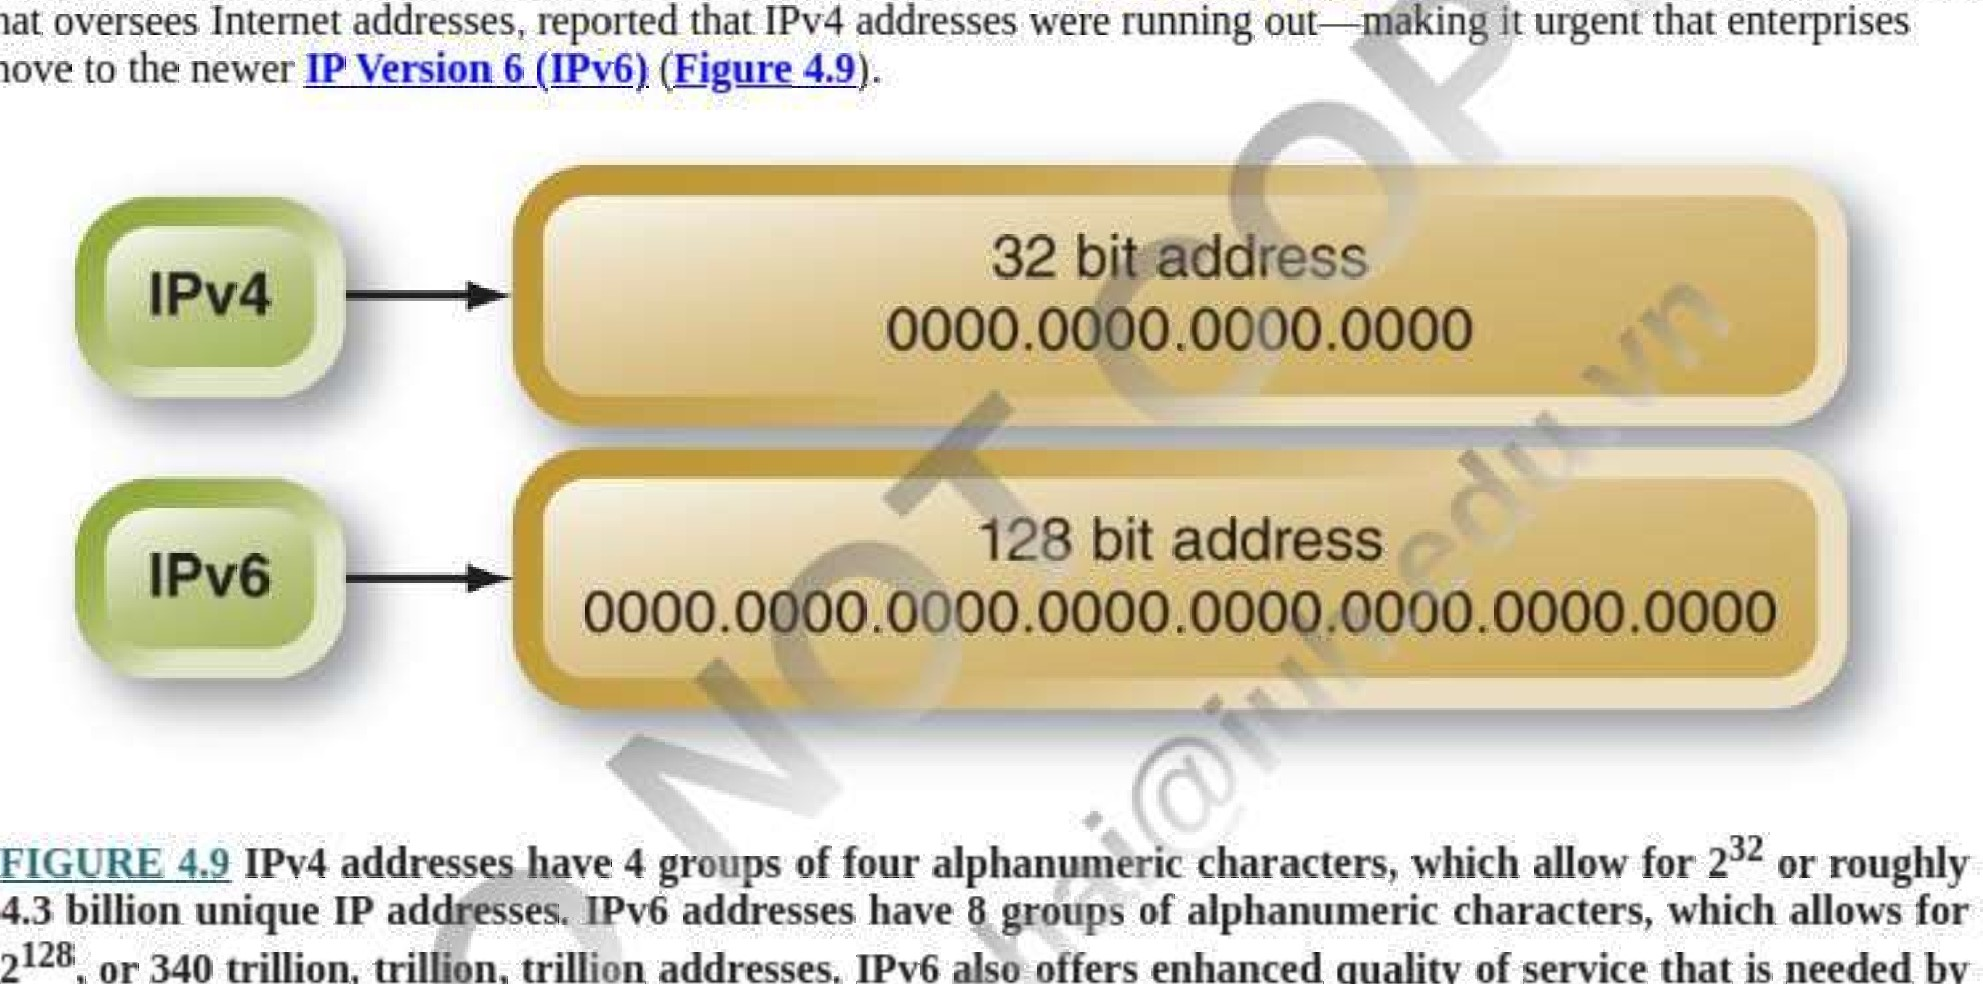 hat oversees Internet addresses, reported that IPv4 addresses were running out—making it urgent that enterprises
nove to the newer IP Version 6 (IPv6) (Figure 4.9).
IPv4
32 bit address
0000.0000.0000.0000
IPv6
128 bit address
0000.0000.0000.0000.0000.0000.0000.0000
FIGURE 4.9 IPv4 addresses have 4 groups of four alphanumeric characters, which allow for 2³² or roughly
4.3 billion unique IP addresses. IPv6 addresses have 8 groups of alphanumeric characters, which allows for
2¹²⁸, or 340 trillion, trillion, trillion addresses. IPv6 also offers enhanced quality of service that is needed by
O NOT COP